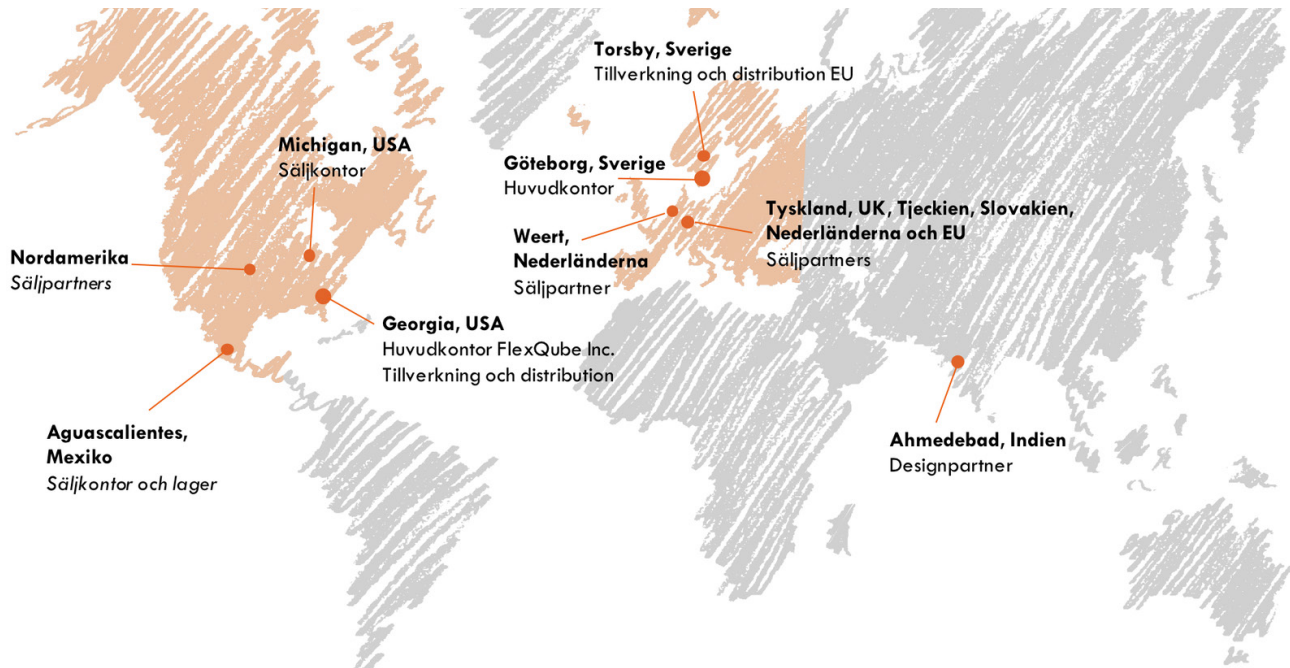 Torsby, Sverige
Tillverkning och distribution EU
Michigan, USA
Säljkontor
Göteborg, Sverige
Huvudkontor
Tyskland, UK, Tjeckien, Slovakien,
Nederländerna och EU
Säljpartners
Weert,
Nederländerna
Säljpartner
Nordamerika
Säljpartners
Georgia, USA
Huvudkontor FlexQube Inc.
Tillverkning och distribution
Aguascalientes,
Mexiko
Säljkontor och lager
Ahmedebad, Indien
Designpartner